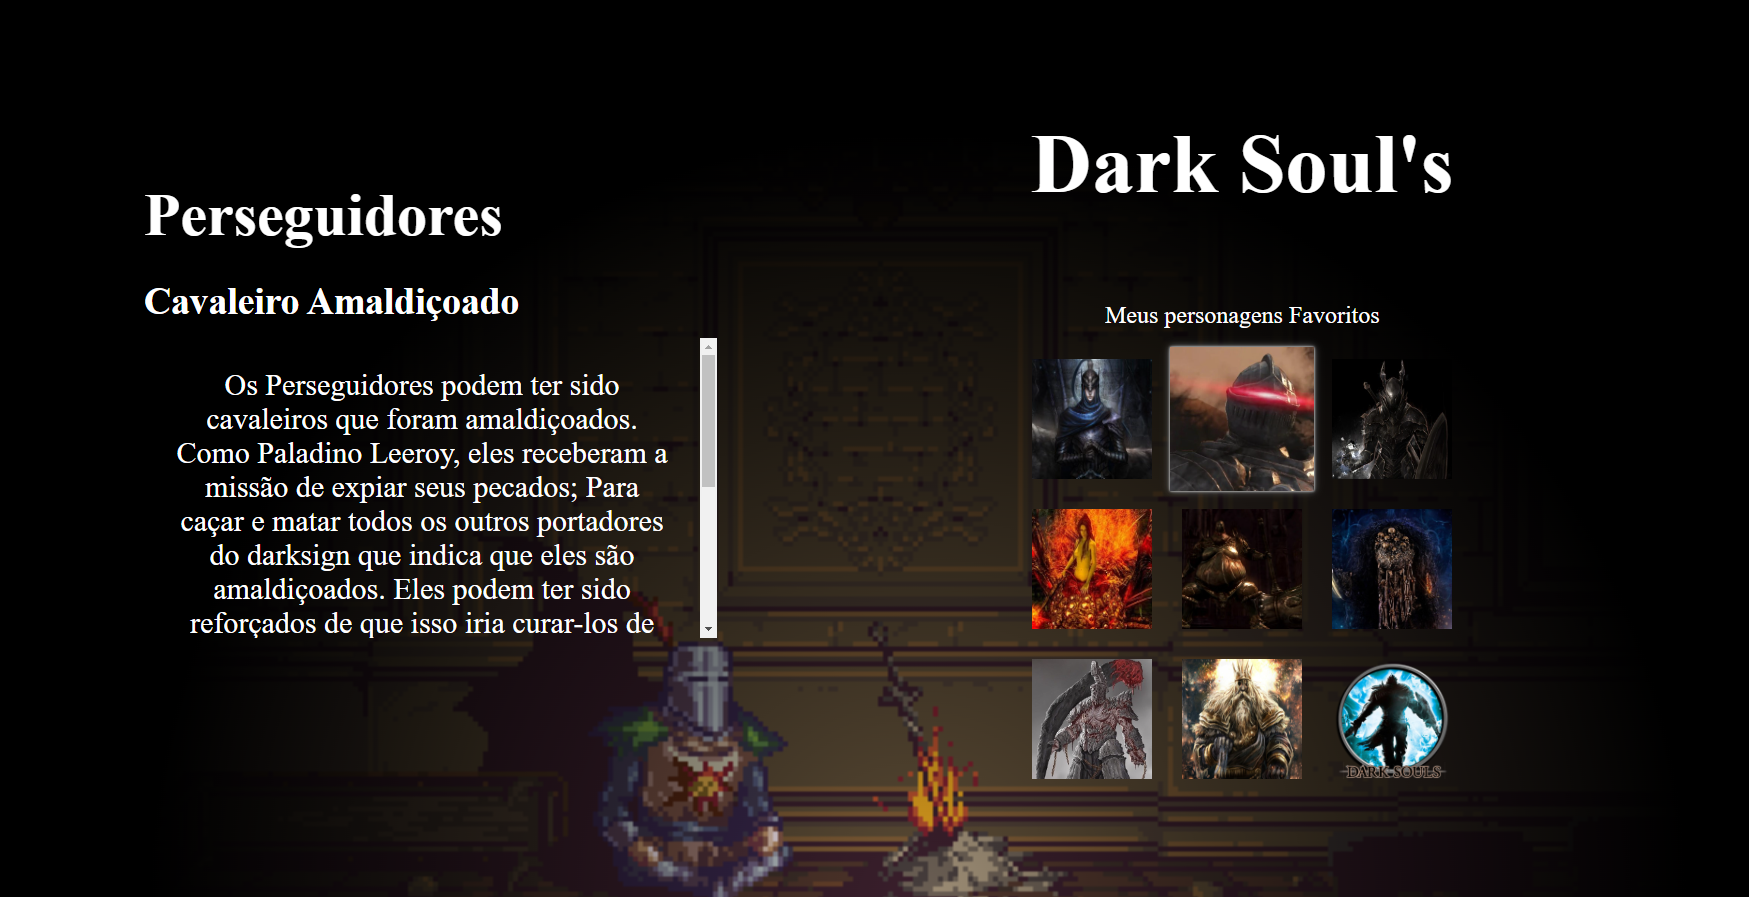 Perseguidores
Cavaleiro Amaldiçoado
Os Perseguidores podem ter sido
cavaleiros que foram amaldiçoados.
Como Paladino Leeroy, eles receberam a
missão de expiar seus pecados; Para
caçar e matar todos os outros portadores
do darksign que indica que eles são
amaldiçoados. Eles podem ter sido
reforçados de que isso iria curar-los de
Dark Soul's
Meus personagens Favoritos
DARK SOULS